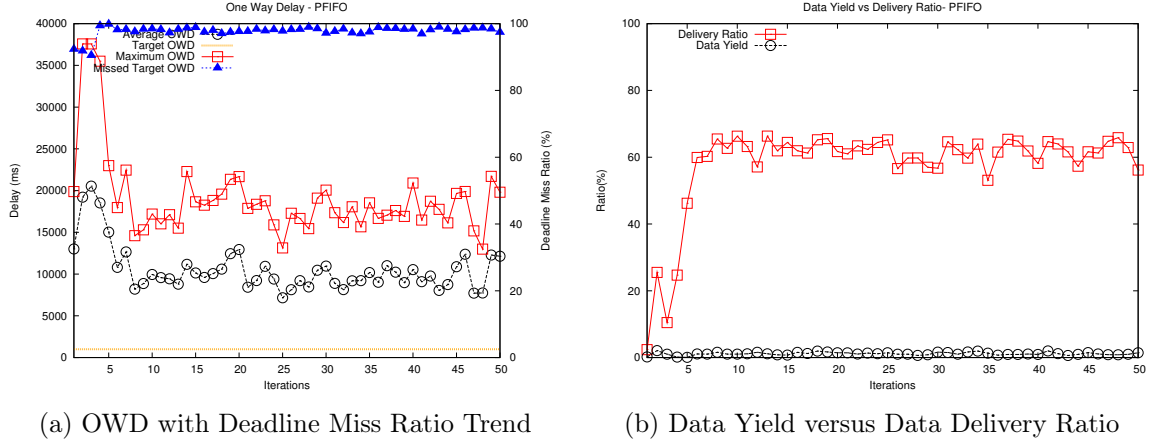 One Way Delay - PFIFO
Average OWD
Target OWD
Maximum OWD
Missed Target OWD
Delay (ms)
40000
35000
30000
25000
20000
15000
10000
5000
0
100
80
60
40
20
0
Deadline Miss Ratio (%)
5 10 15 20 25 30 35 40 45 50
Iterations
(a) OWD with Deadline Miss Ratio Trend
Data Yield vs Delivery Ratio- PFIFO
Delivery Ratio
Data Yield
Ratio(%)
100
80
60
40
20
0
5 10 15 20 25 30 35 40 45 50
Iterations
(b) Data Yield versus Data Delivery Ratio